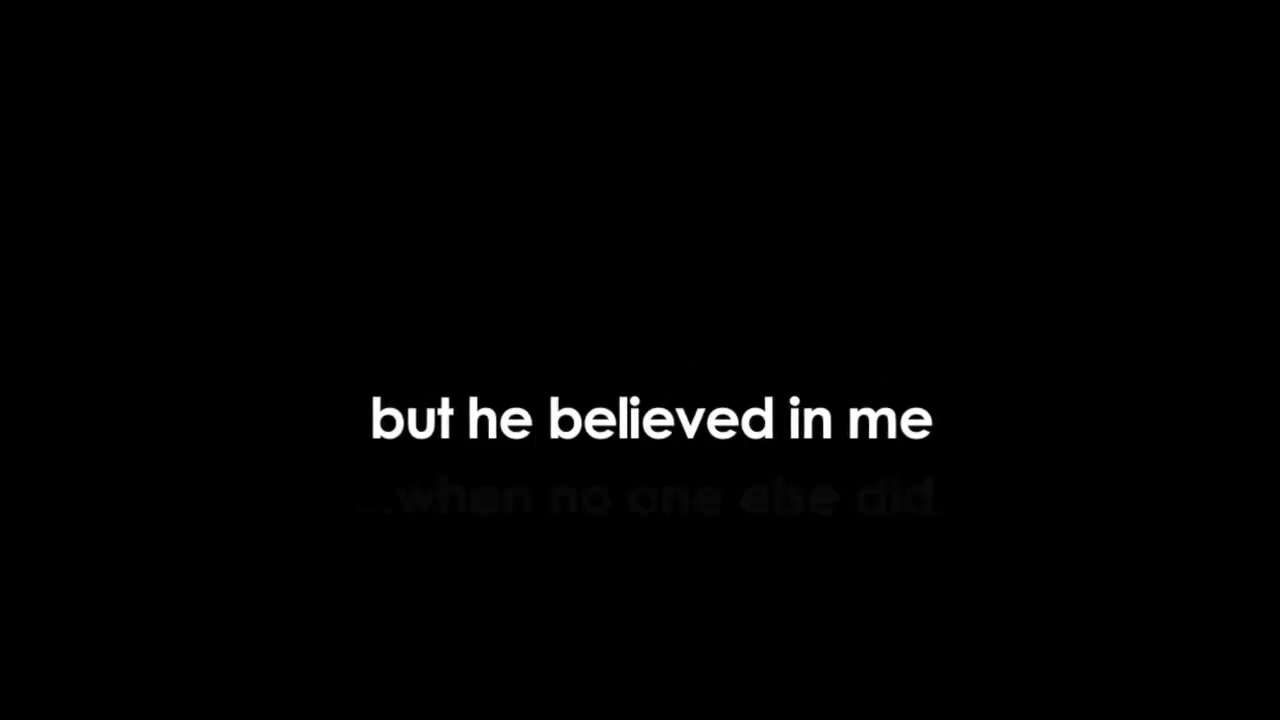 but he believed in me
...when no one else did.